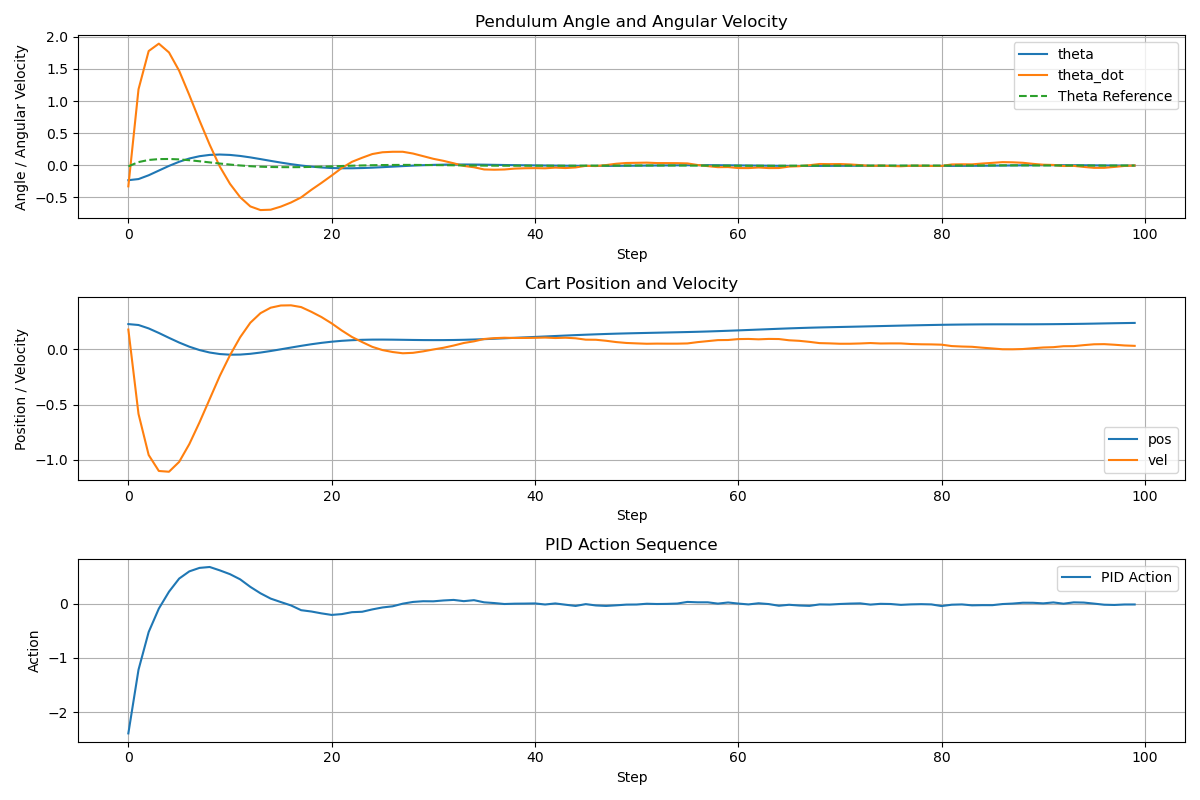 Pendulum Angle and Angular Velocity
Angle / Angular Velocity
2.0
1.5
1.0
0.5
0.0
−0.5
theta
theta_dot
Theta Reference
0 20 40 60 80 100
Step
Cart Position and Velocity
Position / Velocity
0.0
−0.5
−1.0
pos
vel
0 20 40 60 80 100
Step
PID Action Sequence
Action
0
−1
−2
PID Action
0 20 40 60 80 100
Step